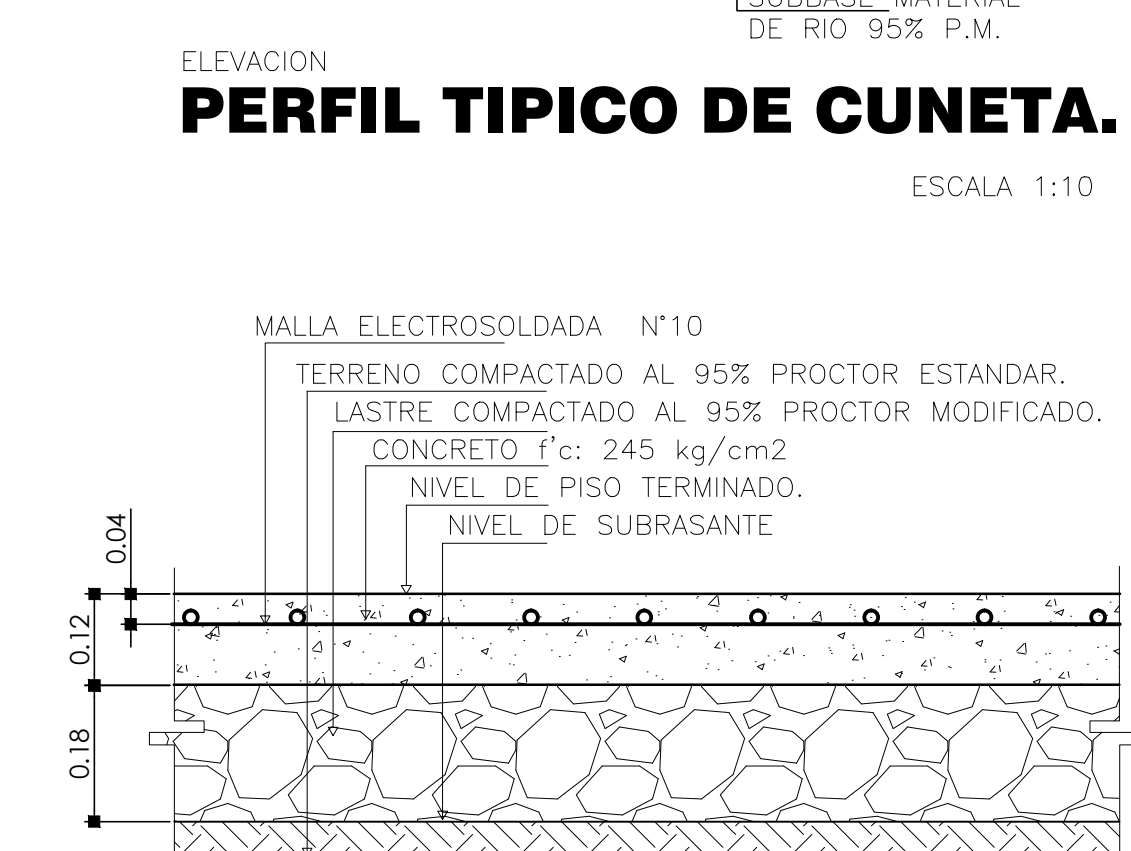 SUBBASE MATERIAL
DE RIO 95% P.M.
ELEVACION
PERFIL TIPICO DE CUNETA.
ESCALA 1:10
MALLA ELECTROSOLDADA N°10
TERRENO COMPACTADO AL 95% PROCTOR ESTANDAR.
LASTRE COMPACTADO AL 95% PROCTOR MODIFICADO.
CONCRETO f'c: 245 kg/cm2
NIVEL DE PISO TERMINADO.
NIVEL DE SUBRASANTE
0.04
0.12
0.18